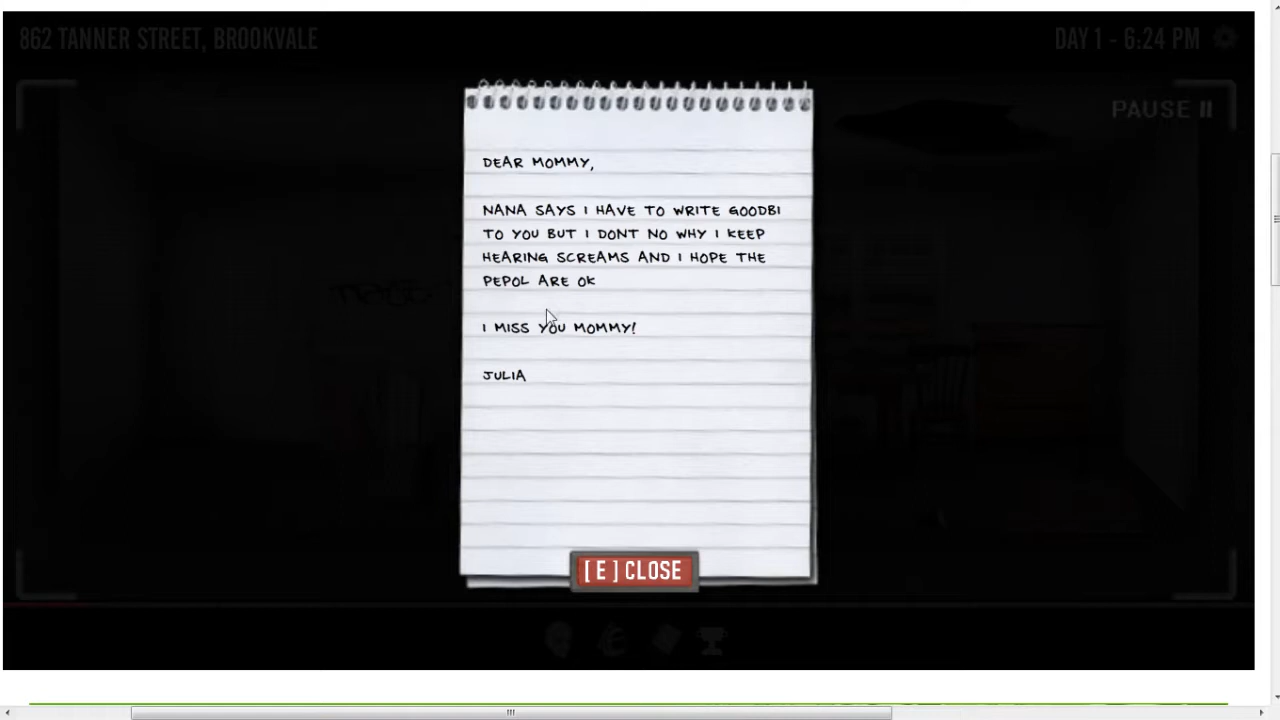 862 TANNER STREET, BROOKVALE
DAY 1 - 6:24 PM
PAUSE
DEAR MOMMY,
NANA SAYS I HAVE TO WRITE GOODBI
TO YOU BUT I DONT NO WHY I KEEP
HEARING SCREAMS AND I HOPE THE
PEPOL ARE OK
I MISS YOU MOMMY!
JULIA
[ E ] CLOSE